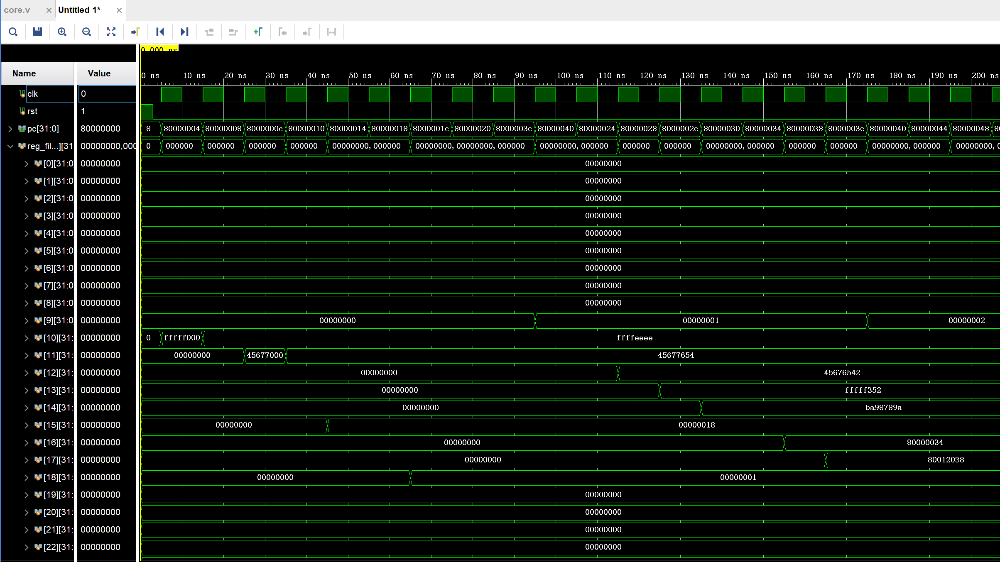 core.v
Untitled 1*
0.000 ns
Name Value
0 ns 10 ns 20 ns 30 ns 40 ns 50 ns 60 ns 70 ns 80 ns 90 ns 100 ns 110 ns 120 ns 130 ns 140 ns 150 ns 160 ns 170 ns 180 ns 190 ns 200 ns
clk 0
rst 1
pc[31:0] 80000000 8 80000004 80000008 8000000c 80000010 80000014 80000018 8000001c 80000020 8000003c 80000040 80000024 80000028 8000002c 80000030 80000034 80000038 8000003c 80000040 80000044 80000048 80
reg_fil...][31 00000000,000 0 000000 000000 000000 000000 00000000,000000 00000000,00000000,000000 00000000,000000 000000 000000 00000000,000000 000000 000000 00000000,000000 00000000,0
[0][31:0 00000000 00000000
[1][31:0 00000000 00000000
[2][31:0 00000000 00000000
[3][31:0 00000000 00000000
[4][31:0 00000000 00000000
[5][31:0 00000000 00000000
[6][31:0 00000000 00000000
[7][31:0 00000000 00000000
[8][31:0 00000000 00000000
[9][31:0 00000000 00000000 00000001 00000002
[10][31: 00000000 0 fffff000 ffffeeee
[11][31: 00000000 00000000 45677000 45677654
[12][31: 00000000 00000000 45676542
[13][31: 00000000 00000000 fffff352
[14][31: 00000000 00000000 ba98789a
[15][31: 00000000 00000000 00000018
[16][31: 00000000 00000000 80000034
[17][31: 00000000 00000000 80012038
[18][31: 00000000 00000000 00000001
[19][31: 00000000 00000000
[20][31: 00000000 00000000
[21][31: 00000000 00000000
[22][31: 00000000 00000000